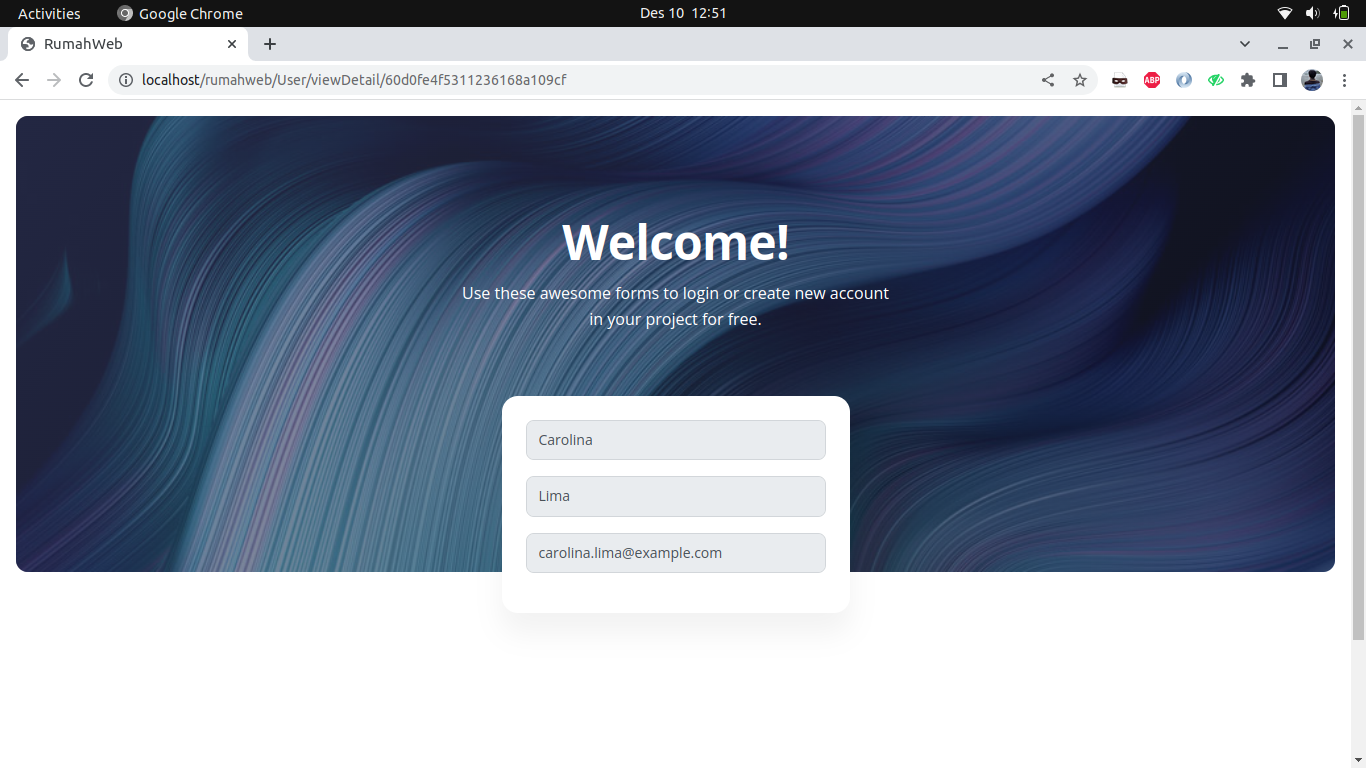 Activities Google Chrome Des 10 12:51
RumahWeb
localhost/rumahweb/User/viewDetail/60d0fe4f5311236168a109cf
ABP
Welcome!
Use these awesome forms to login or create new account
in your project for free.
Carolina
Lima
carolina.lima@example.com